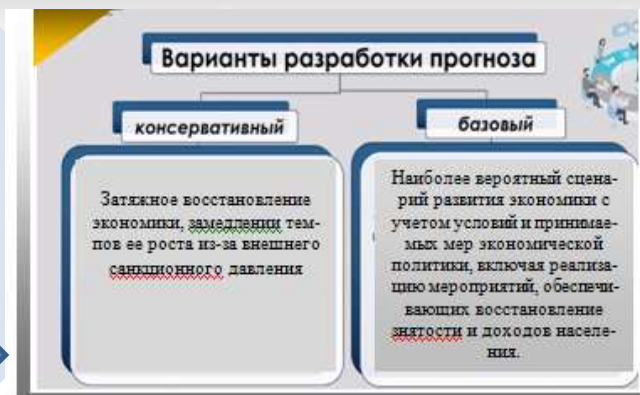 Варианты разработки прогноза
консервативный
базовый
Затяжное восстановление
экономики, замедлении тем-
пов ее роста из-за внешнего
санкционного давления
Наиболее вероятный сцена-
рий развития экономики с
учетом условий и принимае-
мых мер экономической
политики, включая реализа-
цию мероприятий, обеспечи-
вающих восстановление
знятости и доходов населе-
ния.